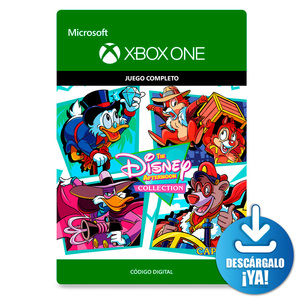 Microsoft
XBOX ONE
JUEGO COMPLETO
THE
Disney
AFTERNOON
COLLECTION
CÓDIGO DIGITAL
DESCÁRGALO
¡YA!